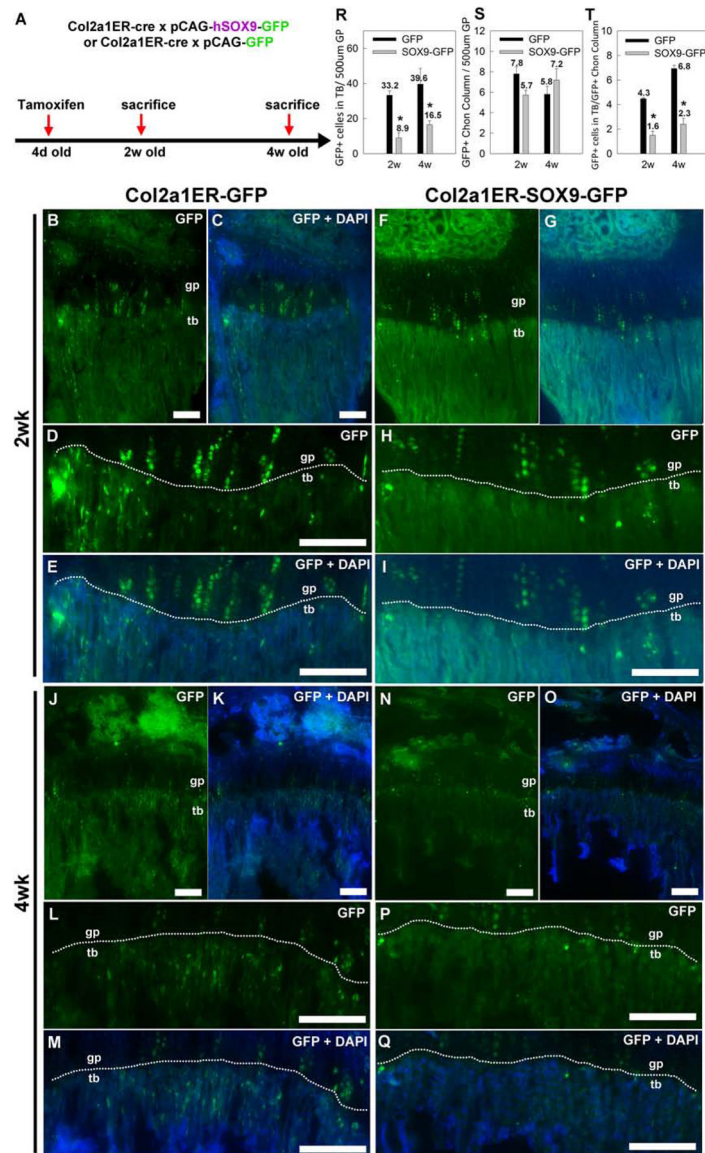 A
Col2a1ER-cre x pCAG-hSOX9-GFP
or Col2a1ER-cre x pCAG-GFP
Tamoxifen
sacrifice
sacrifice
4d old
2w old
4w old
R
GFP
SOX9-GFP
GFP+ celles in TB/ 500um GP
60
40
20
0
33.2
8.9
*
39.6
16.5
*
2w
4w
S
GFP
SOX9-GFP
GFP+ Chon Column / 500um GP
12
10
8
6
4
2
0
7.8
5.7
5.8
7.2
2w
4w
T
GFP
SOX9-GFP
GFP+ cells in TB/GFP+ Chon Column
10
8
6
4
2
0
4.3
1.6
*
6.8
2.3
*
2w
4w
Col2a1ER-GFP
Col2a1ER-SOX9-GFP
2wk
B
GFP
C
GFP + DAPI
gp
tb
F
GFP
G
GFP + DAPI
gp
tb
D
GFP
gp
tb
H
GFP
gp
tb
E
GFP + DAPI
gp
tb
I
GFP + DAPI
gp
tb
4wk
J
GFP
K
GFP + DAPI
gp
tb
N
GFP
O
GFP + DAPI
gp
tb
L
GFP
gp
tb
P
GFP
gp
tb
M
GFP + DAPI
gp
tb
Q
GFP + DAPI
gp
tb